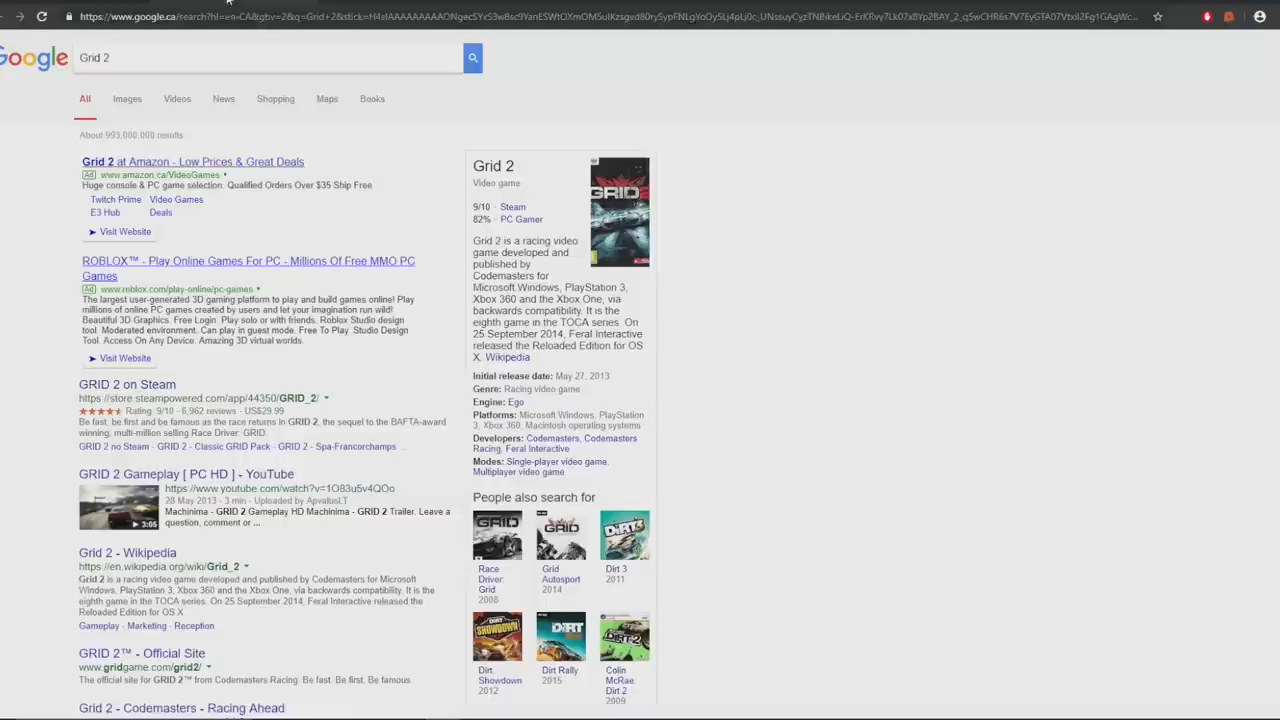 https://www.google.ca/search?hl=en-CA&gbv=2&q=Grid+2&stick=
Google
Grid 2
All Images Videos News Shopping Maps Books
About 993,000,000 results
Grid 2 at Amazon - Low Prices & Great Deals
Ad www.amazon.ca/VideoGames
Huge console & PC game selection. Qualified Orders Over $35 Ship Free.
Twitch Prime Video Games
E3 Hub Deals
Visit Website
ROBLOX™ - Play Online Games For PC - Millions Of Free MMO PC
Games
Ad www.roblox.com/play-online/pc-games
The largest user-generated 3D gaming platform to play and build games online! Play
millions of online PC games created by users and let your imagination run wild!
Beautiful 3D Graphics. Free Login. Play solo or with friends. Roblox Studio design
tool. Moderated environment. Can play in guest mode. Free To Play. Studio Design
Tool. Access On Any Device. Amazing 3D virtual worlds.
Visit Website
GRID 2 on Steam
https://store.steampowered.com/app/44350/GRID_2/
Rating: 9/10 - 6,962 reviews - US$29.99
Be fast, be first and be famous as the race returns in GRID 2, the sequel to the BAFTA-award
winning, multi-million selling Race Driver: GRID.
GRID 2 no Steam - GRID 2 - Classic GRID Pack - GRID 2 - Spa-Francorchamps ...
GRID 2 Gameplay [ PC HD ] - YouTube
https://www.youtube.com/watch?v=1O83u5v4QOo
28 May 2013 - 3 min - Uploaded by ApvatusLT
Machinima - GRID 2 Gameplay HD Machinima - GRID 2 Trailer. Leave a
question, comment or ...
3:05
Grid 2 - Wikipedia
https://en.wikipedia.org/wiki/Grid_2
Grid 2 is a racing video game developed and published by Codemasters for Microsoft
Windows, PlayStation 3, Xbox 360 and the Xbox One, via backwards compatibility. It is the
eighth game in the TOCA series. On 25 September 2014, Feral Interactive released the
Reloaded Edition for OS X.
Gameplay - Marketing - Reception
GRID 2™ - Official Site
www.gridgame.com/grid2/
The official site for GRID 2™ from Codemasters Racing. Be fast. Be first. Be famous.
Grid 2 - Codemasters - Racing Ahead
Grid 2
Video game
9/10 · Steam
82% · PC Gamer
GRID 2
Grid 2 is a racing video
game developed and
published by
Codemasters for
Microsoft Windows, PlayStation 3,
Xbox 360 and the Xbox One, via
backwards compatibility. It is the
eighth game in the TOCA series. On
25 September 2014, Feral Interactive
released the Reloaded Edition for OS
X. Wikipedia
Initial release date: May 27, 2013
Genre: Racing video game
Engine: Ego
Platforms: Microsoft Windows, PlayStation
3, Xbox 360, Macintosh operating systems
Developers: Codemasters, Codemasters
Racing, Feral Interactive
Modes: Single-player video game,
Multiplayer video game
People also search for
GRID
GRID
DiRT 3
Race
Driver:
Grid
2008
Grid
Autosport
2014
Dirt 3
2011
DiRT
SHOWDOWN
DiRT
DiRT 2
Dirt:
Showdown
2012
Dirt Rally
2015
Colin
McRae:
Dirt 2
2009